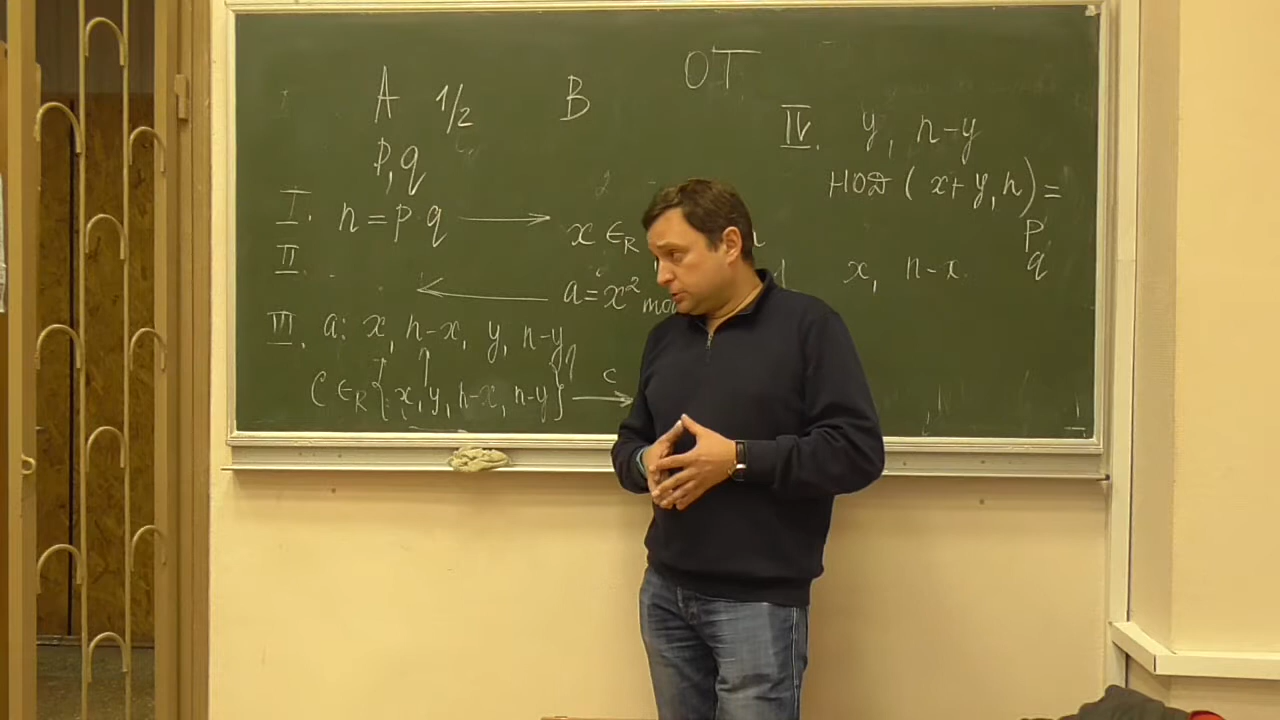 OT
A 1/2 B
p, q
I. n = p · q →
x ∈R
II. ← a = x² mod
III. a: x, n-x, y, n-y
C ∈R {x, y, n-x, n-y} c →
IV. y, n-y
НОД (x+y, n) =
p
q
x, n-x.